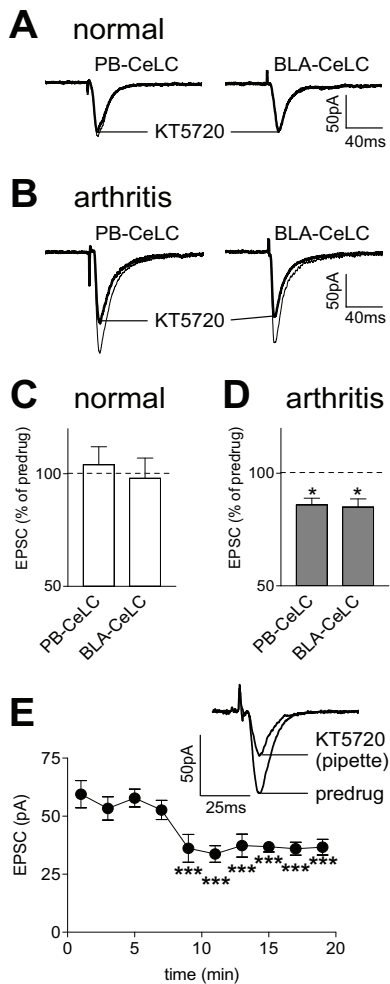 A normal
PB-CeLC BLA-CeLC
KT5720
50pA
40ms
B arthritis
PB-CeLC BLA-CeLC
KT5720
50pA
40ms
C normal
EPSC (% of predrug)
100
50
PB-CeLC
BLA-CeLC
D arthritis
EPSC (% of predrug)
100
50
* *
PB-CeLC
BLA-CeLC
E
50pA
25ms
KT5720
(pipette)
predrug
EPSC (pA)
75
50
25
0
*** *** *** *** *** ***
0 5 10 15 20
time (min)